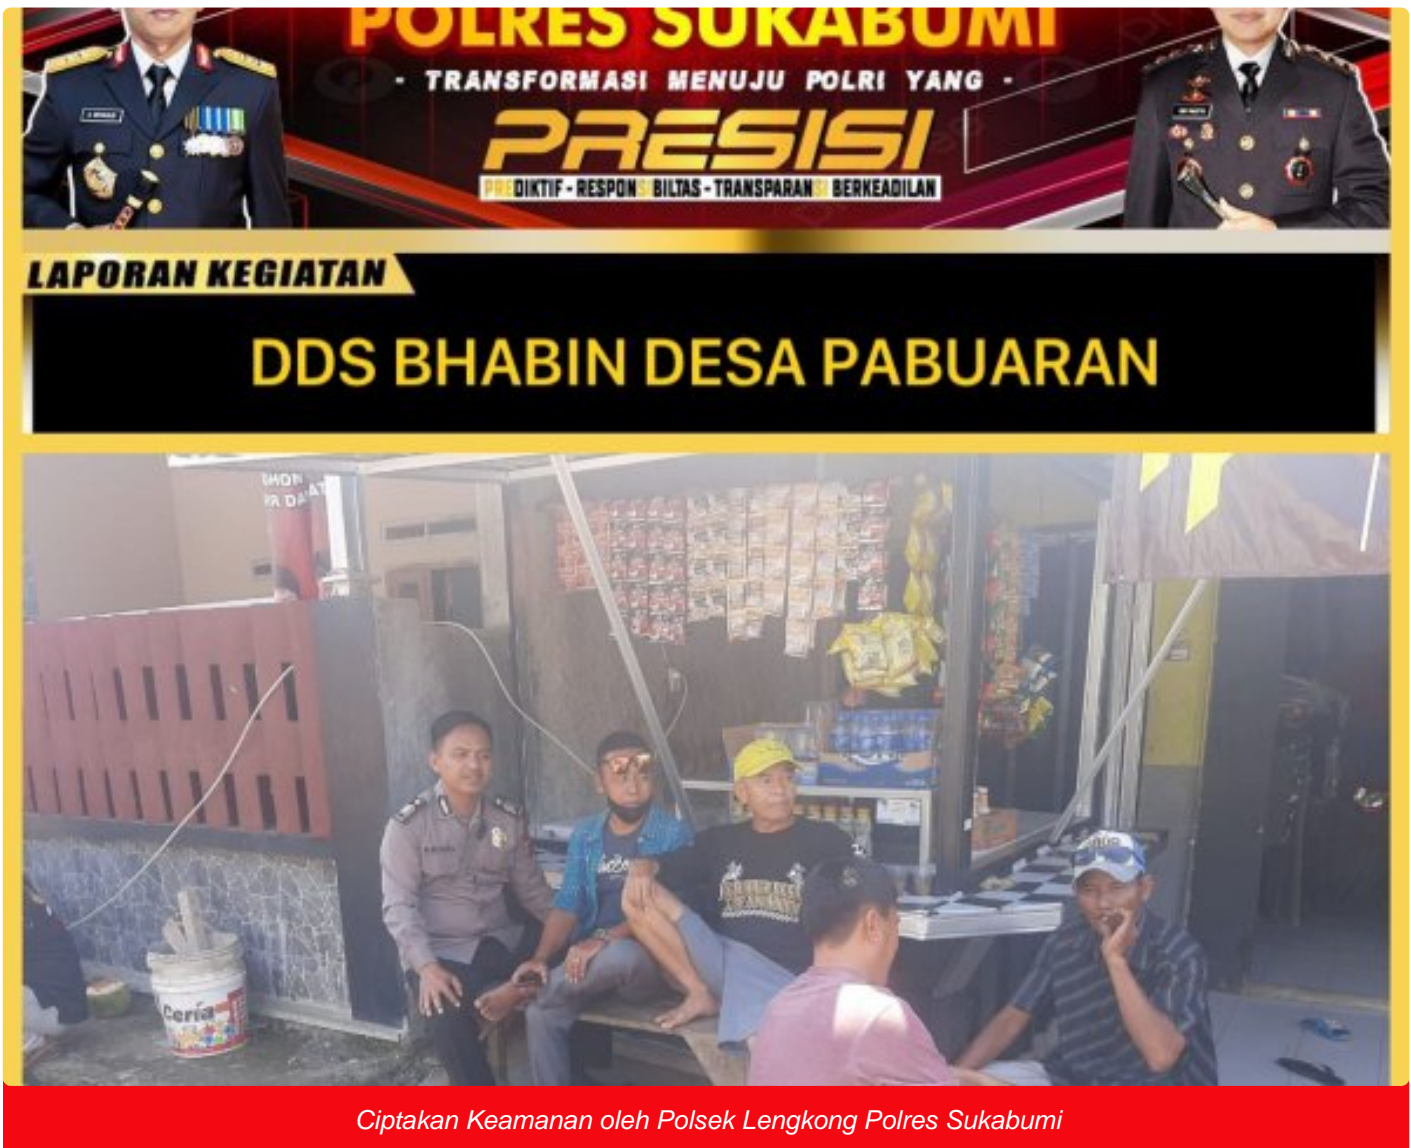 POLRES SUKABUMI
- TRANSFORMASI MENUJU POLRI YANG -
PRESISI
PREDIKTIF - RESPONSIBILTAS - TRANSPARANSI BERKEADILAN
LAPORAN KEGIATAN
DDS BHABIN DESA PABUARAN
Ceria
Ciptakan Keamanan oleh Polsek Lengkong Polres Sukabumi